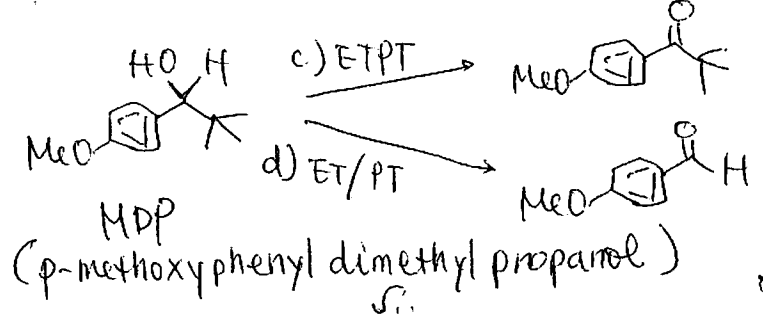 HO H
c.) ETPT
O
MeO
MeO
d) ET/PT
O
H
MeO
MDP
(p-methoxyphenyl dimethyl propanol)